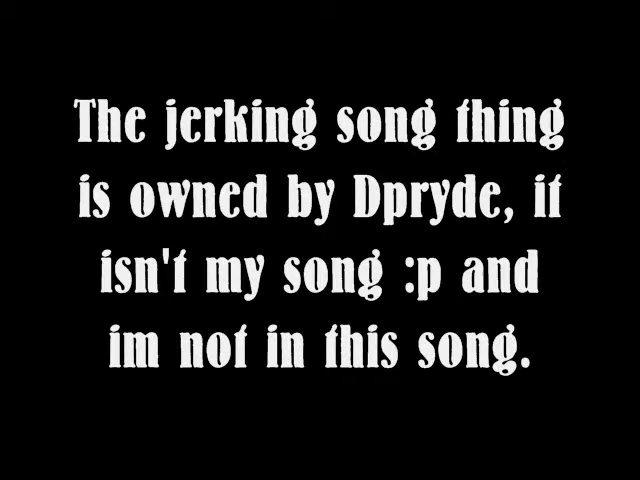 The jerking song thing
is owned by Dpryde, it
isn't my song :p and
im not in this song.